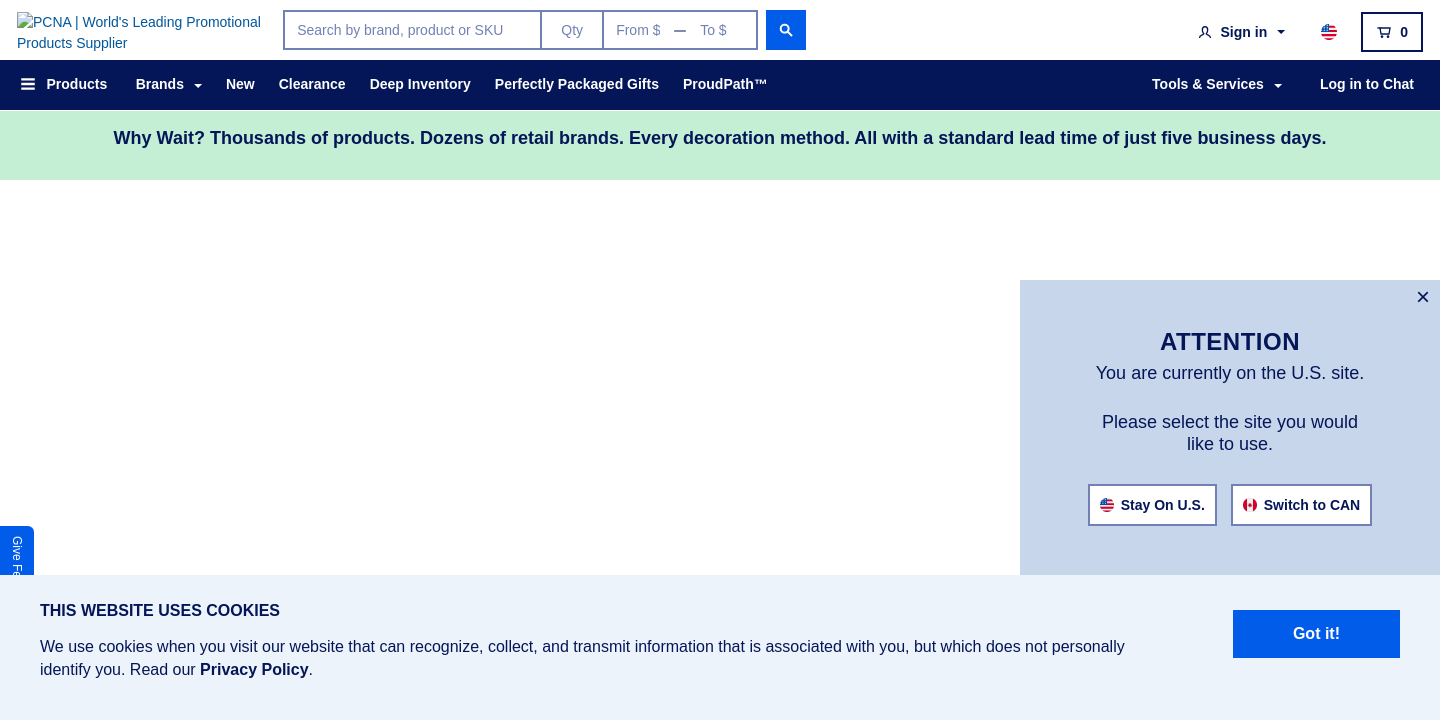 PCNA | World's Leading Promotional
Products Supplier
Search by brand, product or SKU
Qty
From $
To $
Sign in
0
Products
Brands
New
Clearance
Deep Inventory
Perfectly Packaged Gifts
ProudPath™
Tools & Services
Log in to Chat
Why Wait? Thousands of products. Dozens of retail brands. Every decoration method. All with a standard lead time of just five business days.
ATTENTION
You are currently on the U.S. site.
Please select the site you would
like to use.
Stay On U.S.
Switch to CAN
Give
THIS WEBSITE USES COOKIES
We use cookies when you visit our website that can recognize, collect, and transmit information that is associated with you, but which does not personally
identify you. Read our Privacy Policy.
Got it!